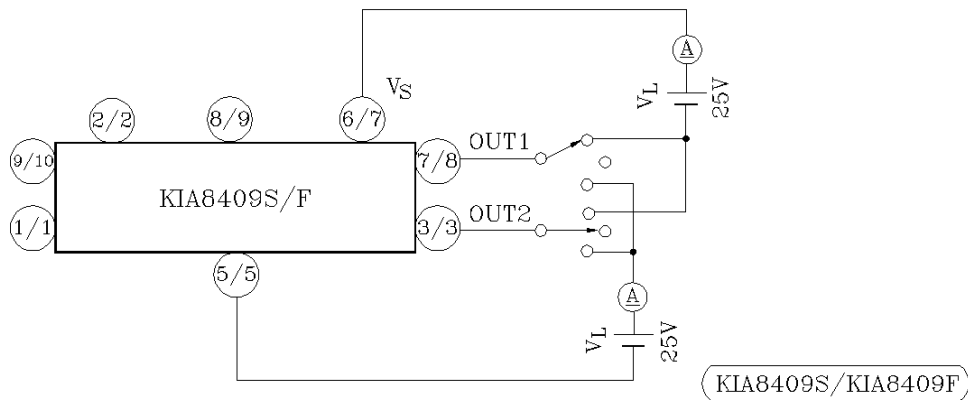 A
VS
VL
25V
2/2
8/9
6/7
OUT1
9/10
7/8
KIA8409S/F
1/1
OUT2
3/3
5/5
A
VL
25V
KIA8409S/KIA8409F